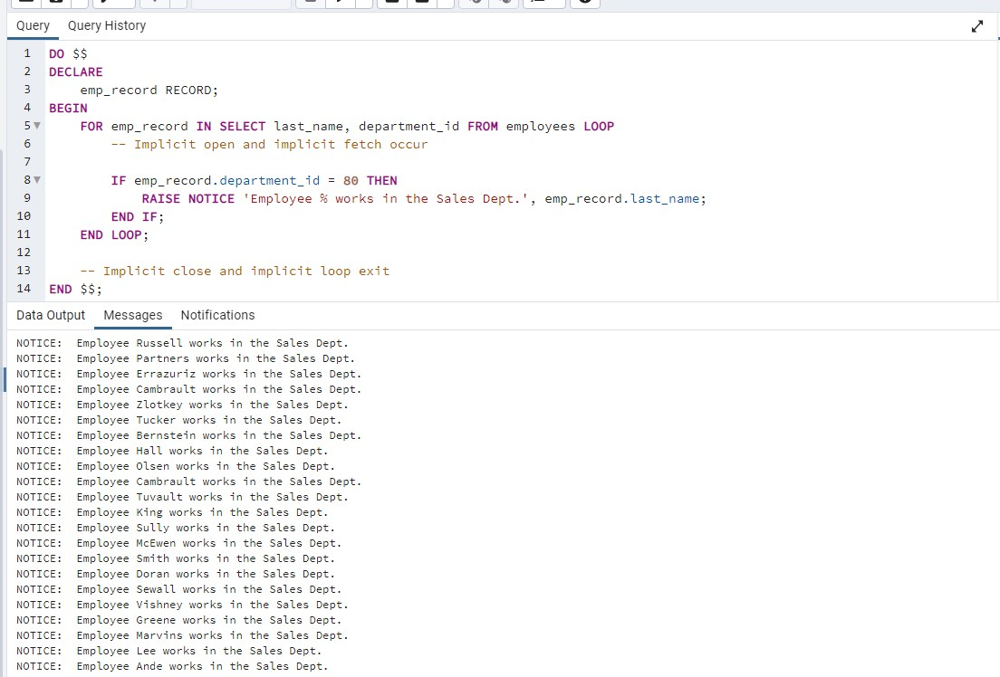 Query Query History
1 DO $$
2 DECLARE
3 emp_record RECORD;
4 BEGIN
5 FOR emp_record IN SELECT last_name, department_id FROM employees LOOP
6 -- Implicit open and implicit fetch occur
7
8 IF emp_record.department_id = 80 THEN
9 RAISE NOTICE 'Employee % works in the Sales Dept.', emp_record.last_name;
10 END IF;
11 END LOOP;
12
13 -- Implicit close and implicit loop exit
14 END $$;
Data Output Messages Notifications
NOTICE: Employee Russell works in the Sales Dept.
NOTICE: Employee Partners works in the Sales Dept.
NOTICE: Employee Errazuriz works in the Sales Dept.
NOTICE: Employee Cambrault works in the Sales Dept.
NOTICE: Employee Zlotkey works in the Sales Dept.
NOTICE: Employee Tucker works in the Sales Dept.
NOTICE: Employee Bernstein works in the Sales Dept.
NOTICE: Employee Hall works in the Sales Dept.
NOTICE: Employee Olsen works in the Sales Dept.
NOTICE: Employee Cambrault works in the Sales Dept.
NOTICE: Employee Tuvault works in the Sales Dept.
NOTICE: Employee King works in the Sales Dept.
NOTICE: Employee Sully works in the Sales Dept.
NOTICE: Employee McEwen works in the Sales Dept.
NOTICE: Employee Smith works in the Sales Dept.
NOTICE: Employee Doran works in the Sales Dept.
NOTICE: Employee Sewall works in the Sales Dept.
NOTICE: Employee Vishney works in the Sales Dept.
NOTICE: Employee Greene works in the Sales Dept.
NOTICE: Employee Marvins works in the Sales Dept.
NOTICE: Employee Lee works in the Sales Dept.
NOTICE: Employee Ande works in the Sales Dept.